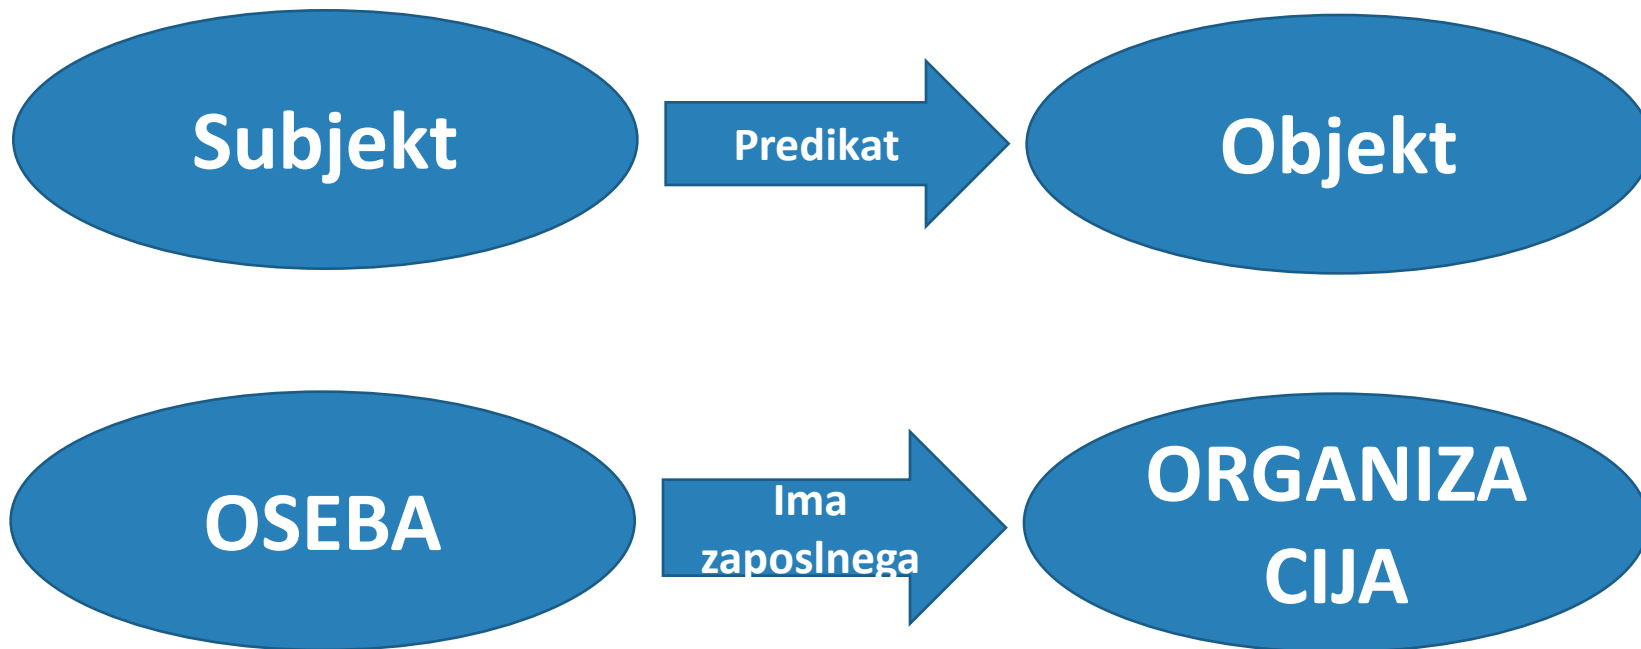 Subjekt
Predikat
Objekt
OSEBA
Ima
zaposlnega
ORGANIZA
CIJA